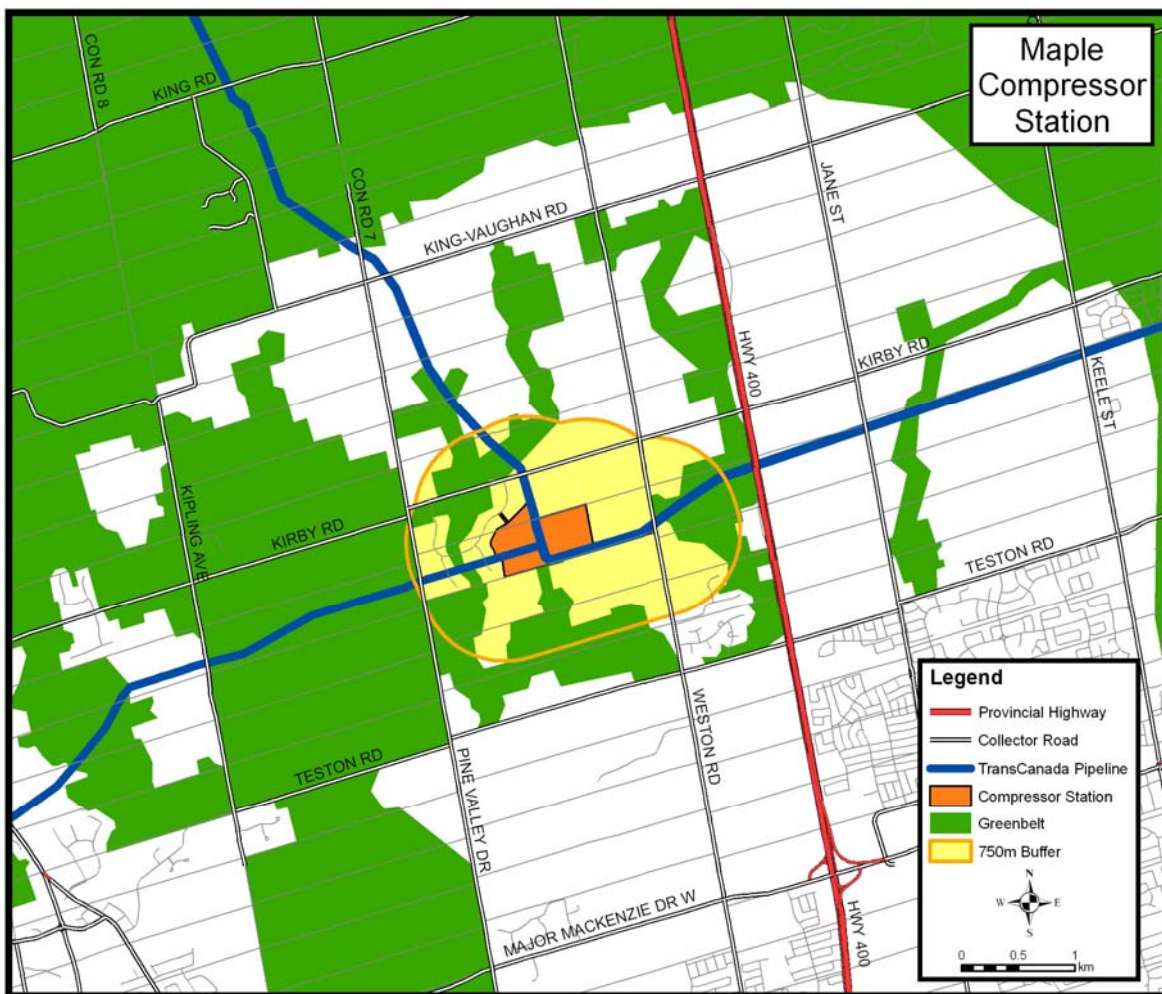 Maple
Compressor
Station
CON RD 8
KING RD
CON RD 7
KING-VAUGHAN RD
JANE ST
HWY 400
KIRBY RD
KEELE ST
KIPLING AVE
KIRBY RD
TESTON RD
WESTON RD
TESTON RD
PINE VALLEY DR
MAJOR MACKENZIE DR W
HWY 400
Legend
Provincial Highway
Collector Road
TransCanada Pipeline
Compressor Station
Greenbelt
750m Buffer
N
W E
S
0 0.5 1
km